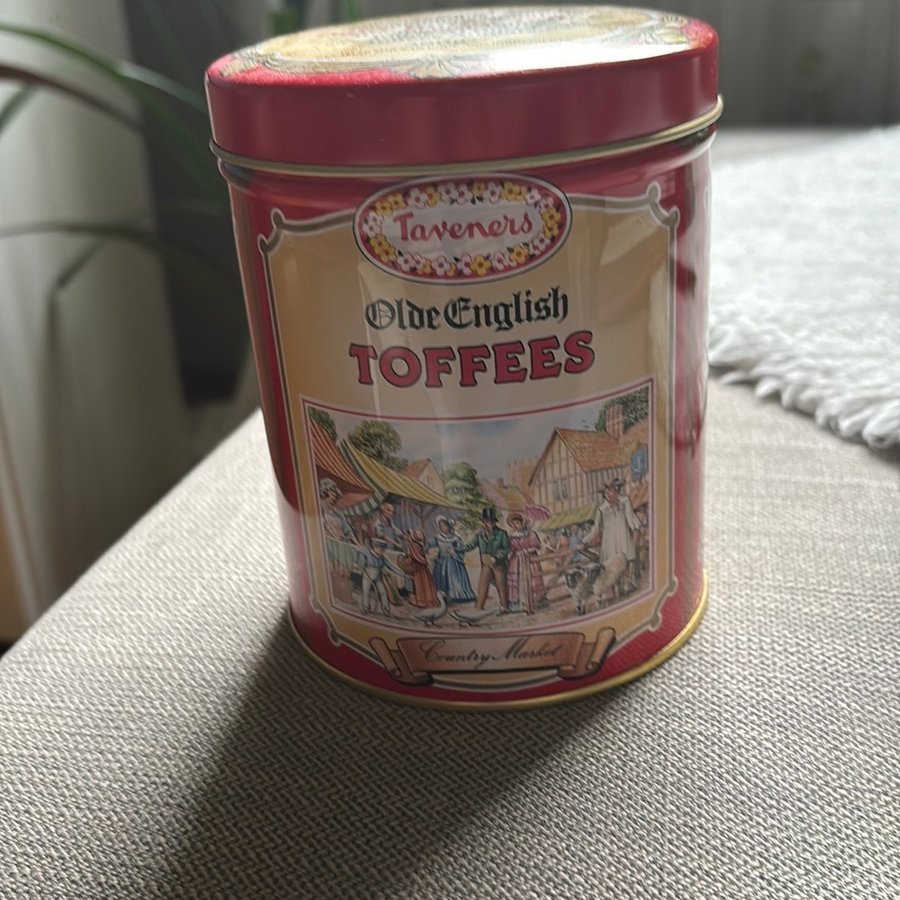 Taveners
Olde English
TOFFEES
Country Market